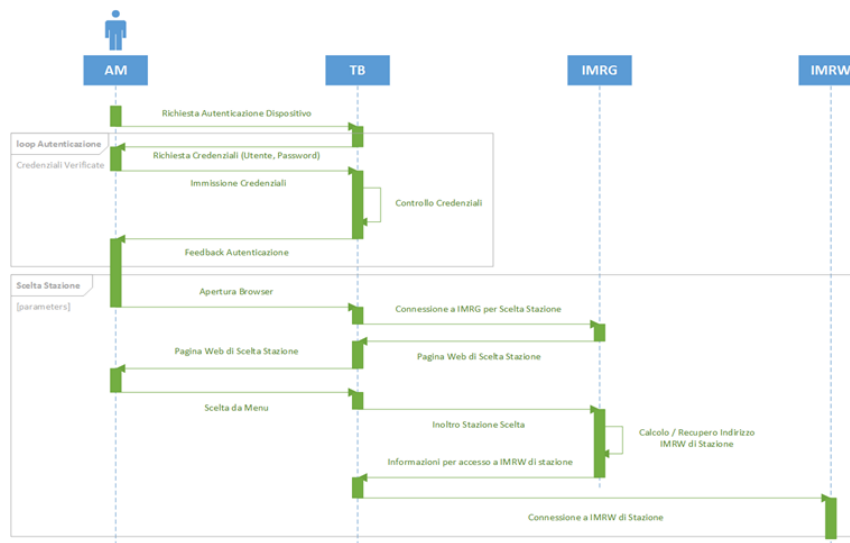 AM
TB
IMRG
IMRW
Richiesta Autenticazione Dispositivo
loop Autenticazione
Richiesta Credenziali (Utente, Password)
Credenziali Verificate
Immissione Credenziali
Controllo Credenziali
Feedback Autenticazione
Scelta Stazione
Apertura Browser
[parameters]
Connessione a IMRG per Scelta Stazione
Pagina Web di Scelta Stazione
Pagina Web di Scelta Stazione
Scelta da Menu
Inoltro Stazione Scelta
Calcolo / Recupero Indirizzo
IMRW di Stazione
Informazioni per accesso a IMRW di stazione
Connessione a IMRW di Stazione